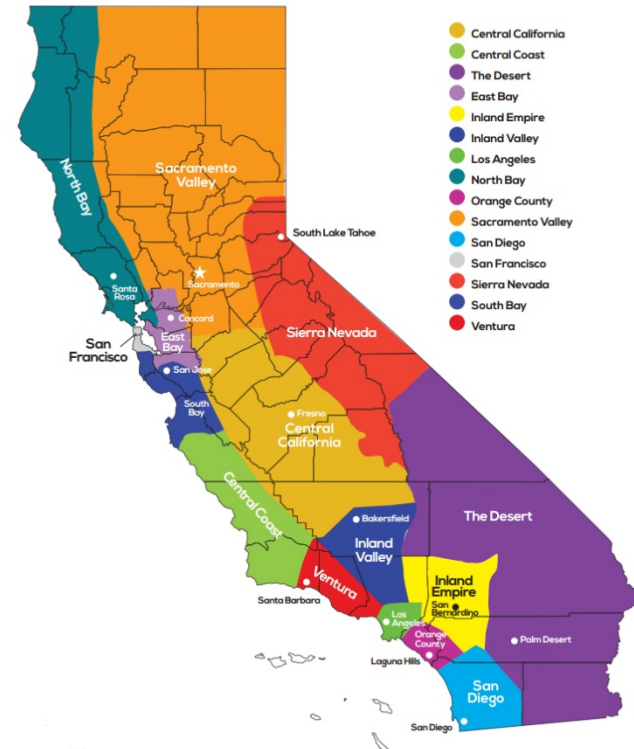 Central California
Central Coast
The Desert
East Bay
Inland Empire
Inland Valley
Los Angeles
North Bay
Orange County
Sacramento Valley
San Diego
San Francisco
Sierra Nevada
South Bay
Ventura
North Bay
Sacramento
Valley
South Lake Tahoe
Santa
Rosa
Sacramento
Concord
San
Francisco
East
Bay
San Jose
Sierra Nevada
South
Bay
Fresno
Central
California
Central Coast
The Desert
Bakersfield
Inland
Valley
Ventura
Santa Barbara
Inland
Empire
San
Bernardino
Los
Angeles
Orange
County
Laguna Hills
Palm Desert
San
Diego
San Diego